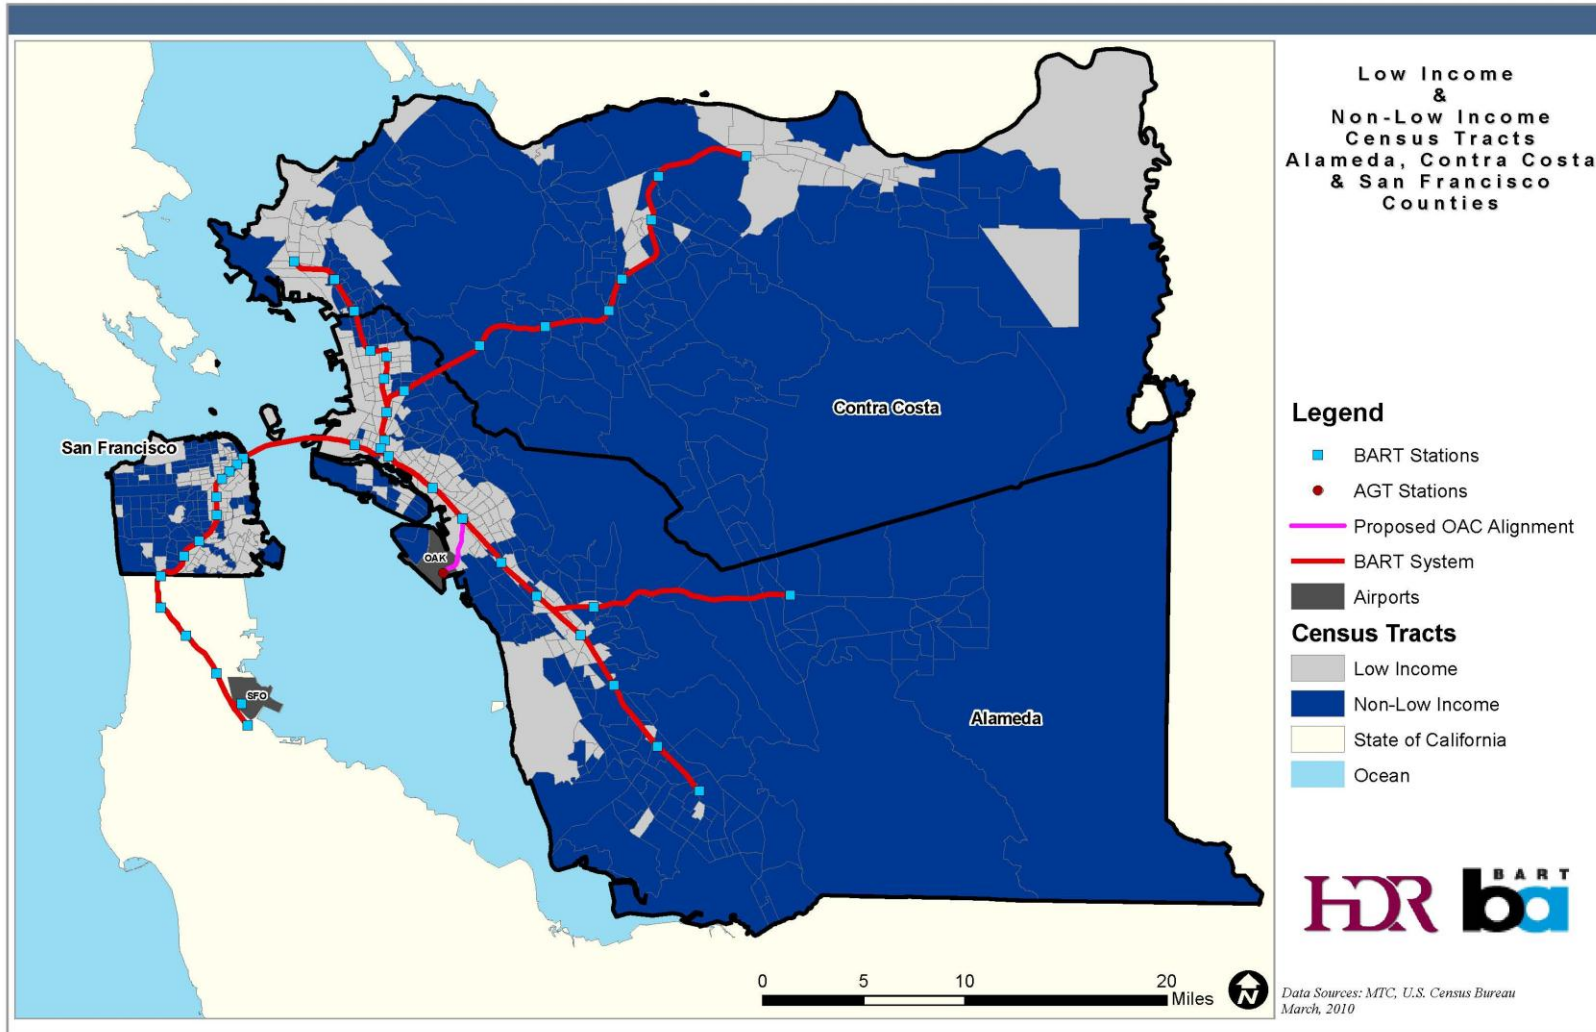 Low Income
&
Non-Low Income
Census Tracts
Alameda, Contra Costa
& San Francisco
Counties
Contra Costa
San Francisco
OAK
SFO
Alameda
Legend
BART Stations
AGT Stations
Proposed OAC Alignment
BART System
Airports
Census Tracts
Low Income
Non-Low Income
State of California
Ocean
HDR
BART
ba
0 5 10 20
Miles
N
Data Sources: MTC, U.S. Census Bureau
March, 2010